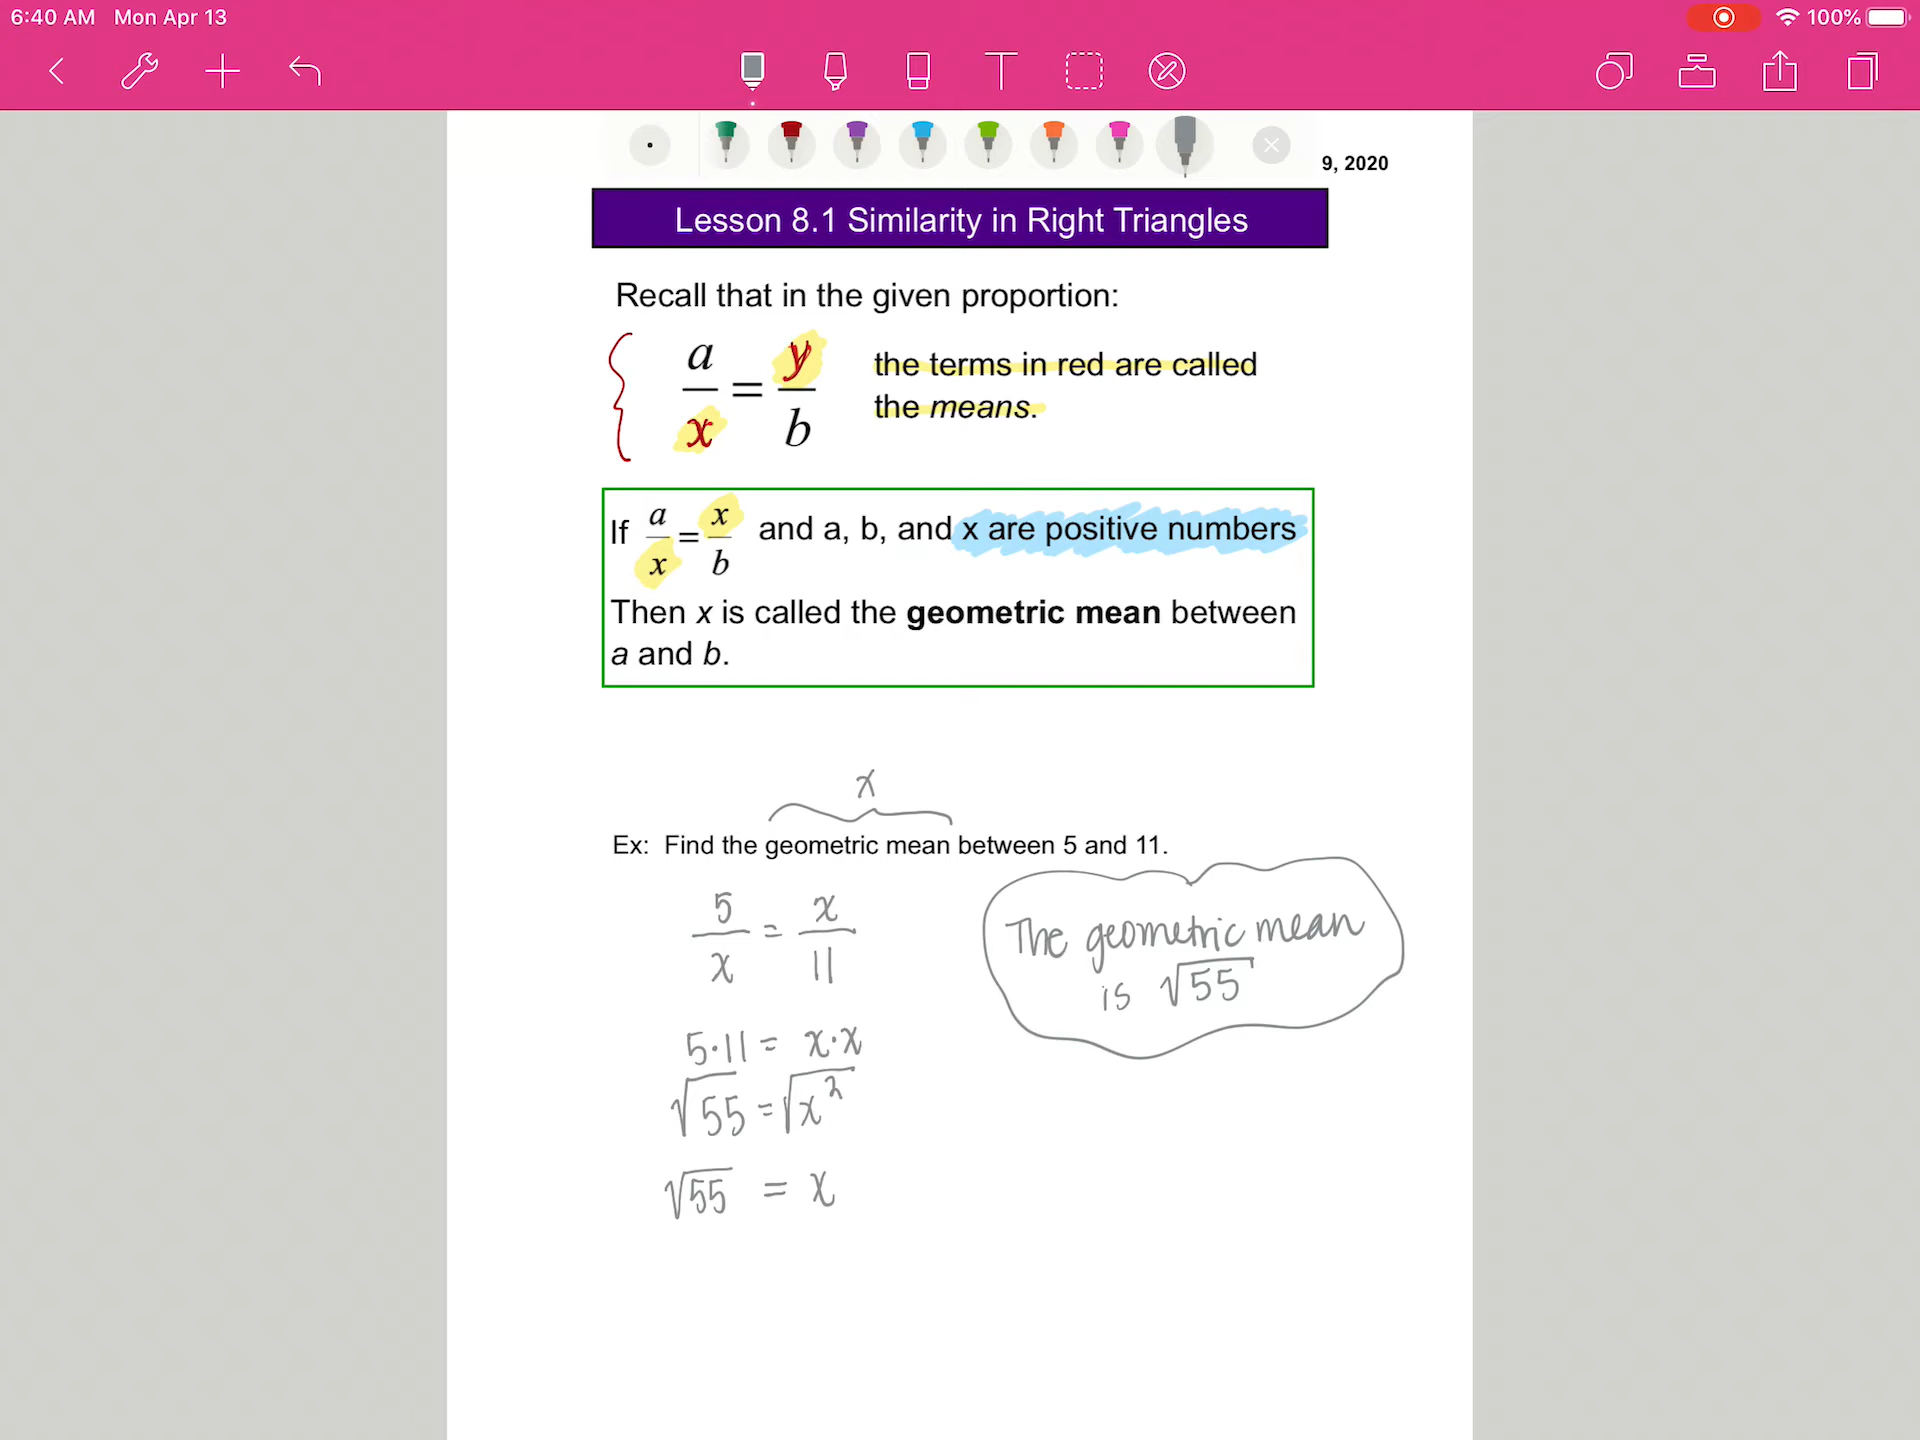 6:40 AM Mon Apr 13
100%
9, 2020
Lesson 8.1 Similarity in Right Triangles
Recall that in the given proportion:
a/x = y/b
the terms in red are called
the means.
If a/x = x/b and a, b, and x are positive numbers
Then x is called the geometric mean between
a and b.
x
Ex: Find the geometric mean between 5 and 11.
5/x = x/11
The geometric mean
is √55
5·11 = x·x
√55 = √x²
√55 = x